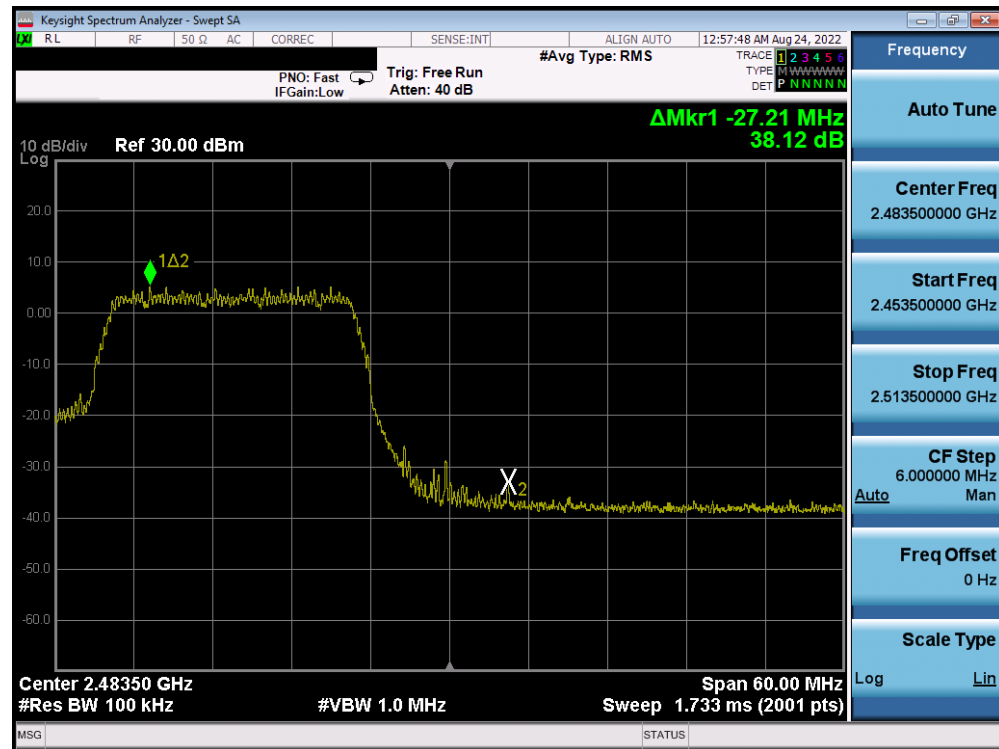 Keysight Spectrum Analyzer - Swept SA
LXI RL RF 50 Ω AC CORREC SENSE:INT ALIGN AUTO 12:57:48 AM Aug 24, 2022
#Avg Type: RMS TRACE 1 2 3 4 5 6
PNO: Fast Trig: Free Run TYPE M WWWWW
IFGain:Low Atten: 40 dB DET P N N N N N
ΔMkr1 -27.21 MHz
38.12 dB
10 dB/div Ref 30.00 dBm
Log
20.0
10.0
1Δ2
0.00
-10.0
-20.0
-30.0
X2
-40.0
-50.0
-60.0
Center 2.48350 GHz Span 60.00 MHz
#Res BW 100 kHz #VBW 1.0 MHz Sweep 1.733 ms (2001 pts)
MSG STATUS
Frequency
Auto Tune
Center Freq
2.483500000 GHz
Start Freq
2.453500000 GHz
Stop Freq
2.513500000 GHz
CF Step
6.000000 MHz
Auto Man
Freq Offset
0 Hz
Scale Type
Log Lin